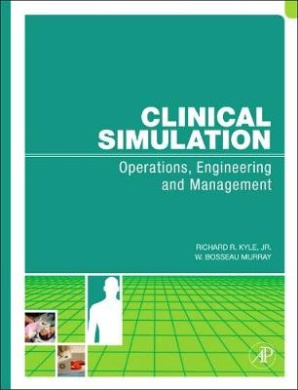 CLINICAL
SIMULATION
Operations, Engineering
and Management
RICHARD R. KYLE, JR.
W. BOSSEAU MURRAY